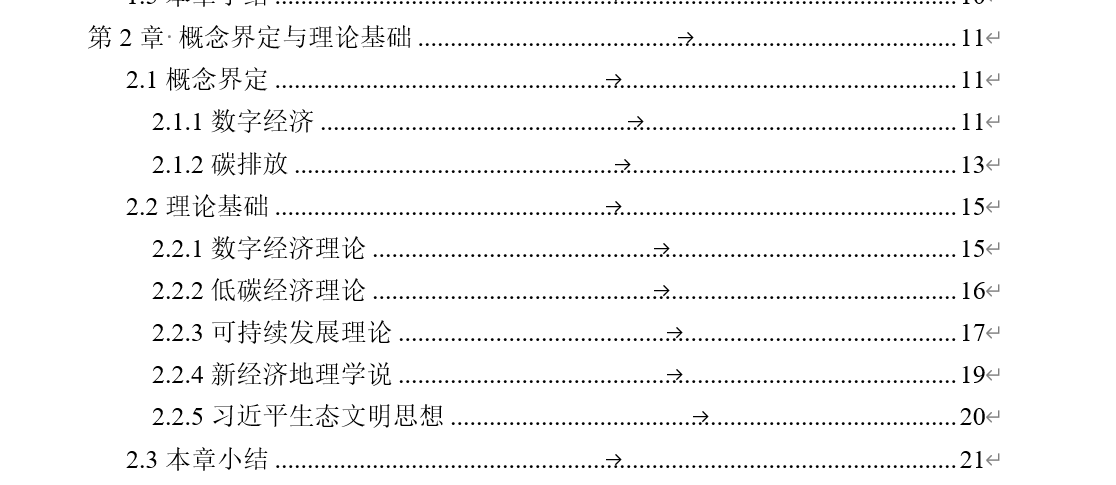 第 2 章 概念界定与理论基础 11
2.1 概念界定 11
2.1.1 数字经济 11
2.1.2 碳排放 13
2.2 理论基础 15
2.2.1 数字经济理论 15
2.2.2 低碳经济理论 16
2.2.3 可持续发展理论 17
2.2.4 新经济地理学说 19
2.2.5 习近平生态文明思想 20
2.3 本章小结 21